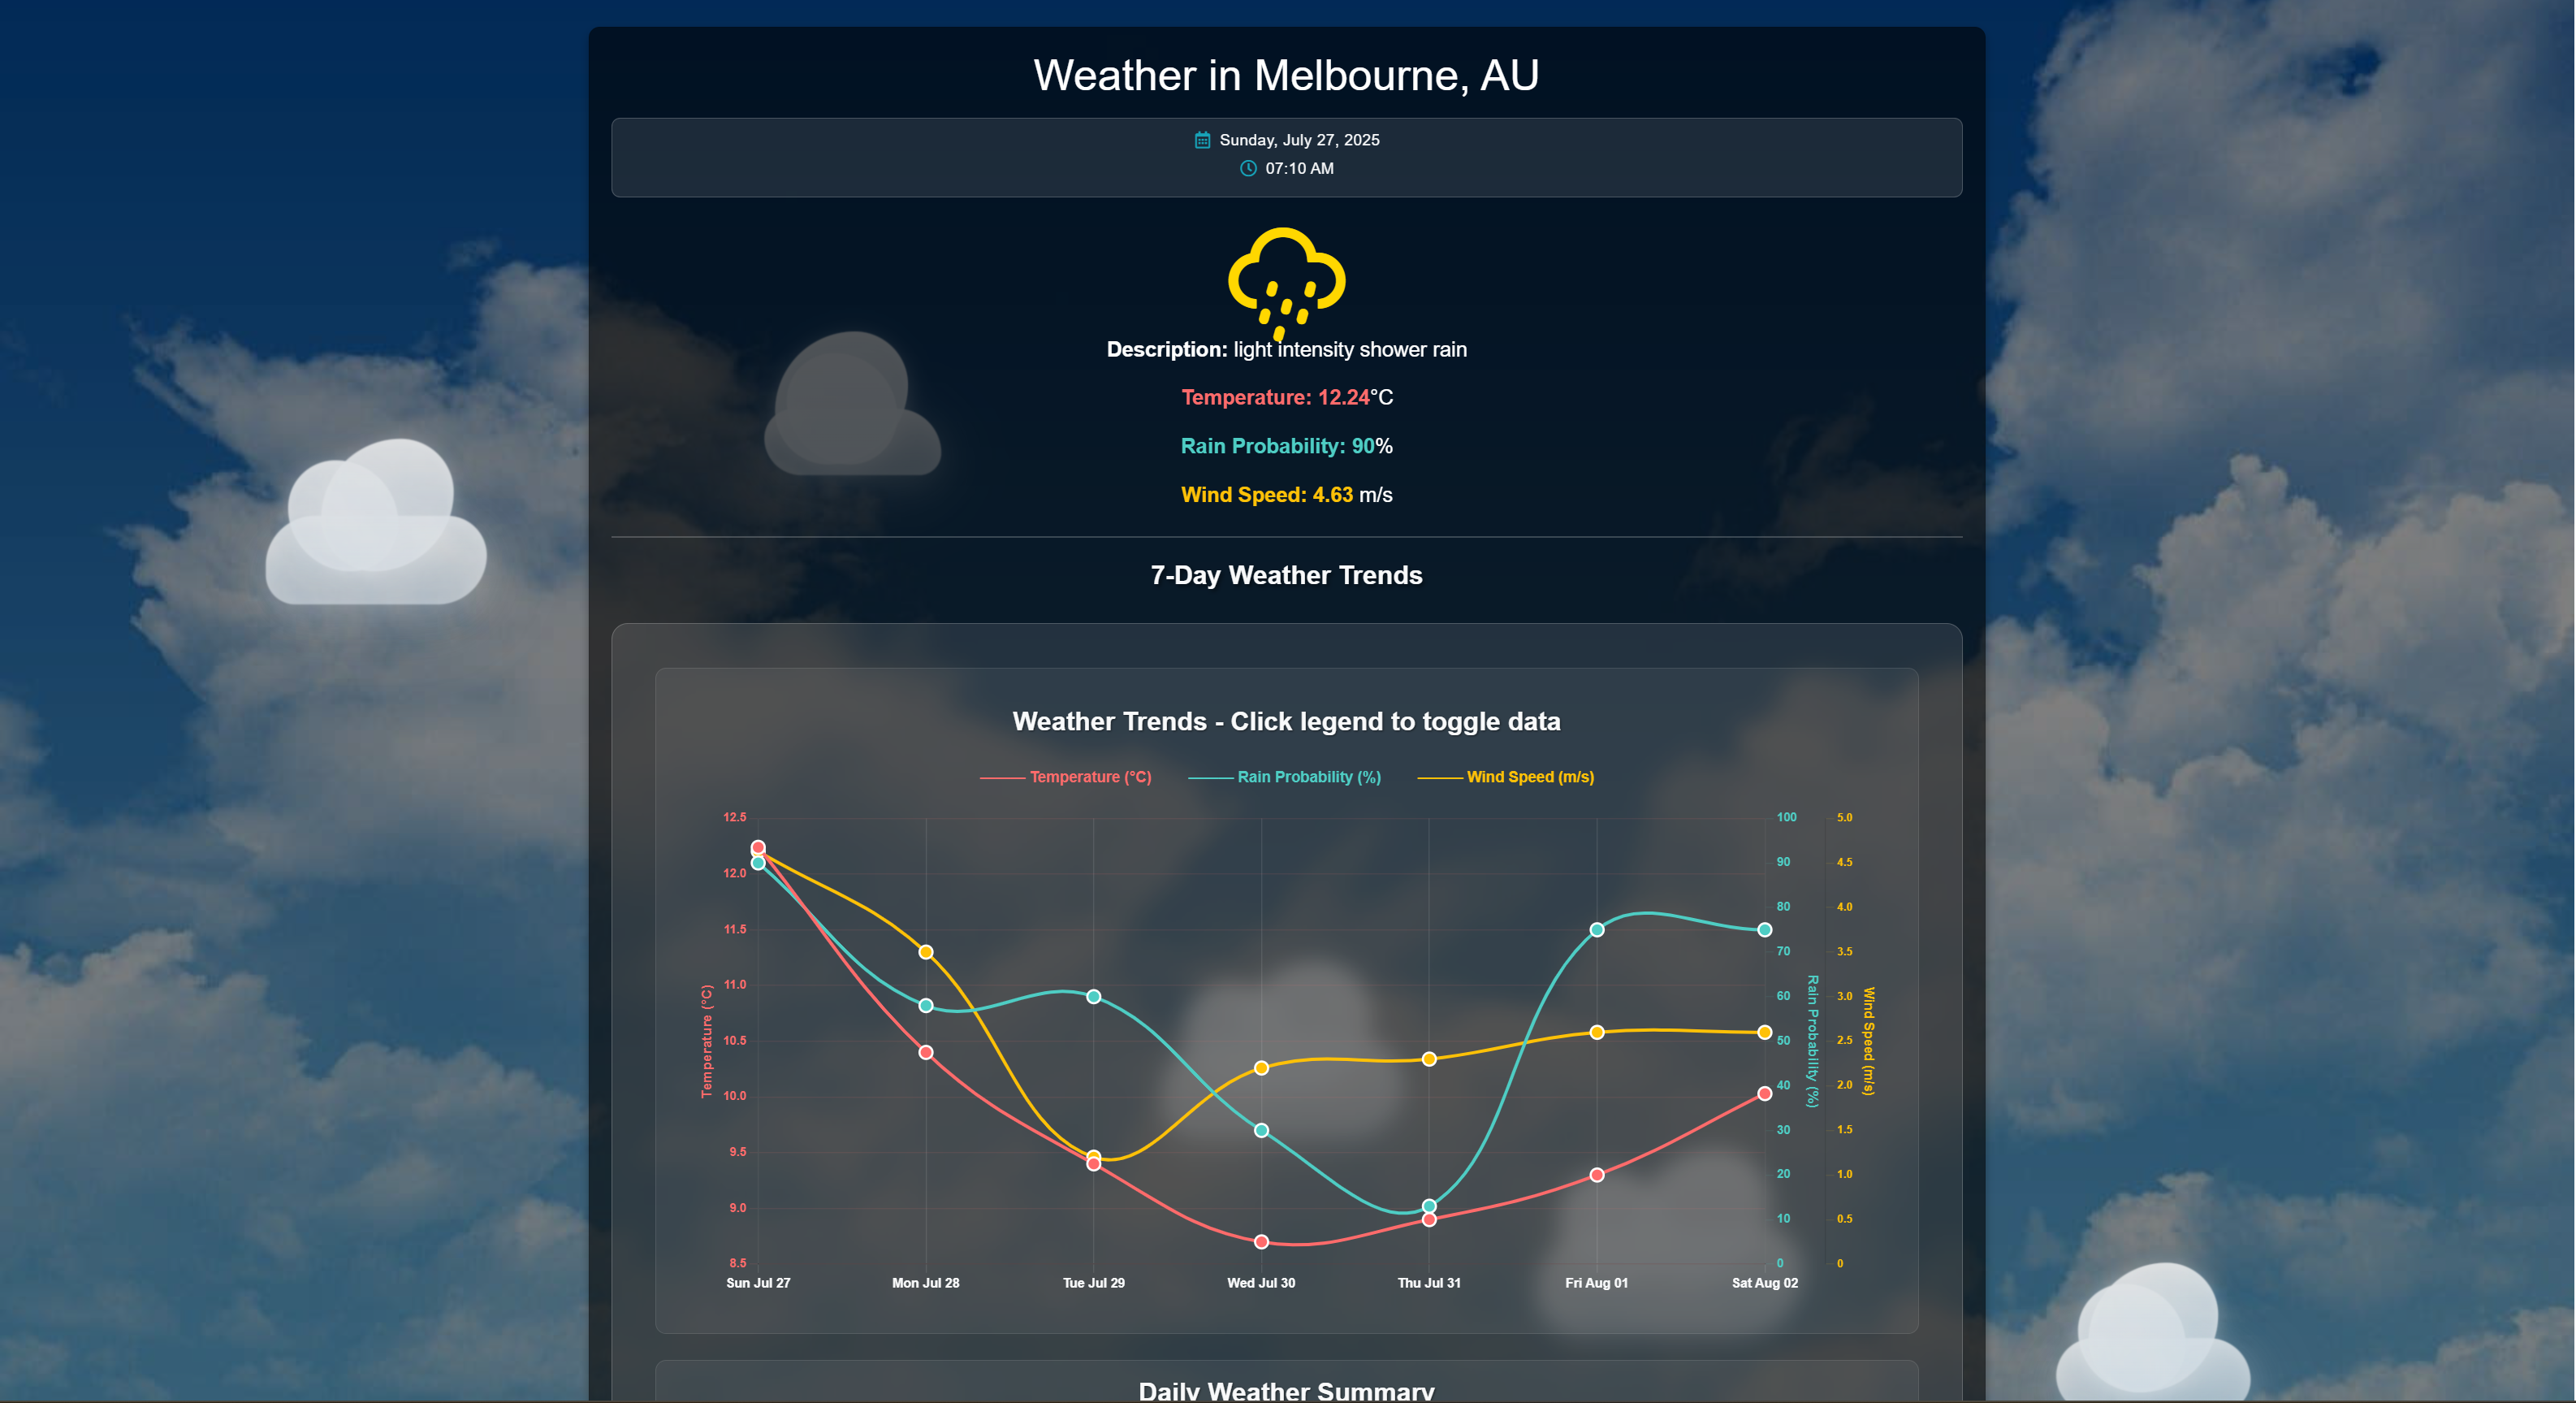 Weather in Melbourne, AU
Sunday, July 27, 2025
07:10 AM
Description: light intensity shower rain
Temperature: 12.24°C
Rain Probability: 90%
Wind Speed: 4.63 m/s
7-Day Weather Trends
Weather Trends - Click legend to toggle data
Temperature (°C) Rain Probability (%) Wind Speed (m/s)
12.5 100 5.0
90 4.5
12.0
80 4.0
11.5
70 3.5
11.0
60 3.0
10.5
50 2.5
40 2.0
10.0
30 1.5
9.5
20 1.0
9.0
10 0.5
8.5 0 0
Temperature (°C)
Rain Probability (%)
Wind Speed (m/s)
Sun Jul 27 Mon Jul 28 Tue Jul 29 Wed Jul 30 Thu Jul 31 Fri Aug 01 Sat Aug 02
Daily Weather Summary